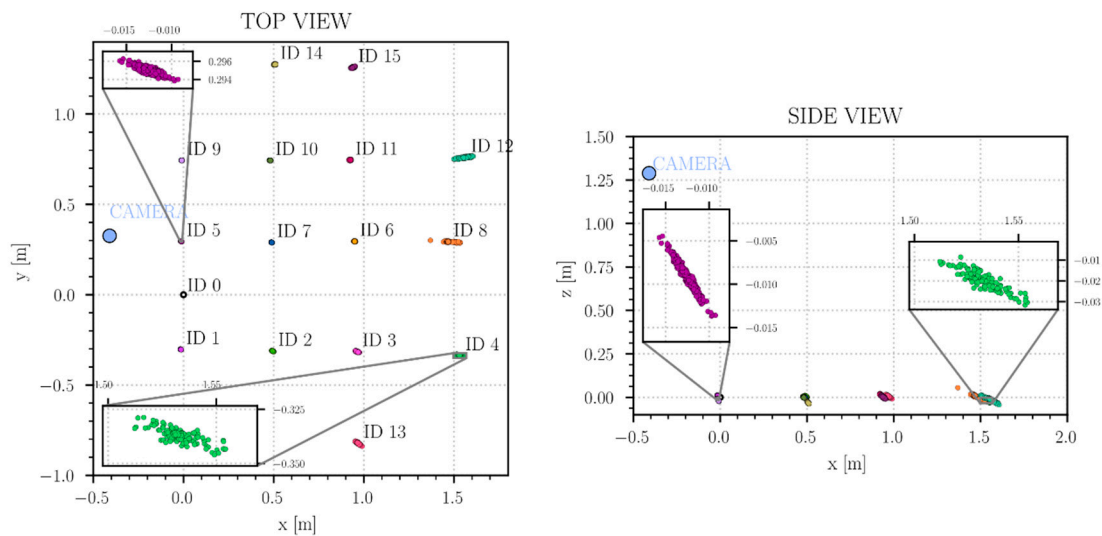 TOP VIEW
−0.015 −0.010
0.296
0.294
ID 14
ID 15
ID 9
ID 10
ID 11
ID 12
CAMERA
ID 5
ID 7
ID 6
ID 8
ID 0
ID 1
ID 2
ID 3
ID 4
1.50 1.55
−0.325
−0.350
ID 13
1.0
0.5
0.0
−0.5
−1.0
y [m]
−0.5 0.0 0.5 1.0 1.5
x [m]
SIDE VIEW
CAMERA
−0.015 −0.010
−0.005
−0.010
−0.015
1.50 1.55
−0.01
−0.02
−0.03
1.50
1.25
1.00
0.75
0.50
0.25
0.00
z [m]
−0.5 0.0 0.5 1.0 1.5 2.0
x [m]